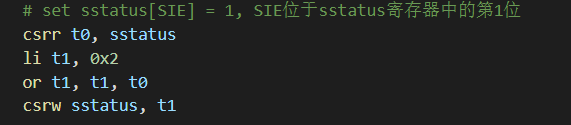 # set sstatus[SIE] = 1, SIE位于sstatus寄存器中的第1位
csrr t0, sstatus
li t1, 0x2
or t1, t1, t0
csrw sstatus, t1